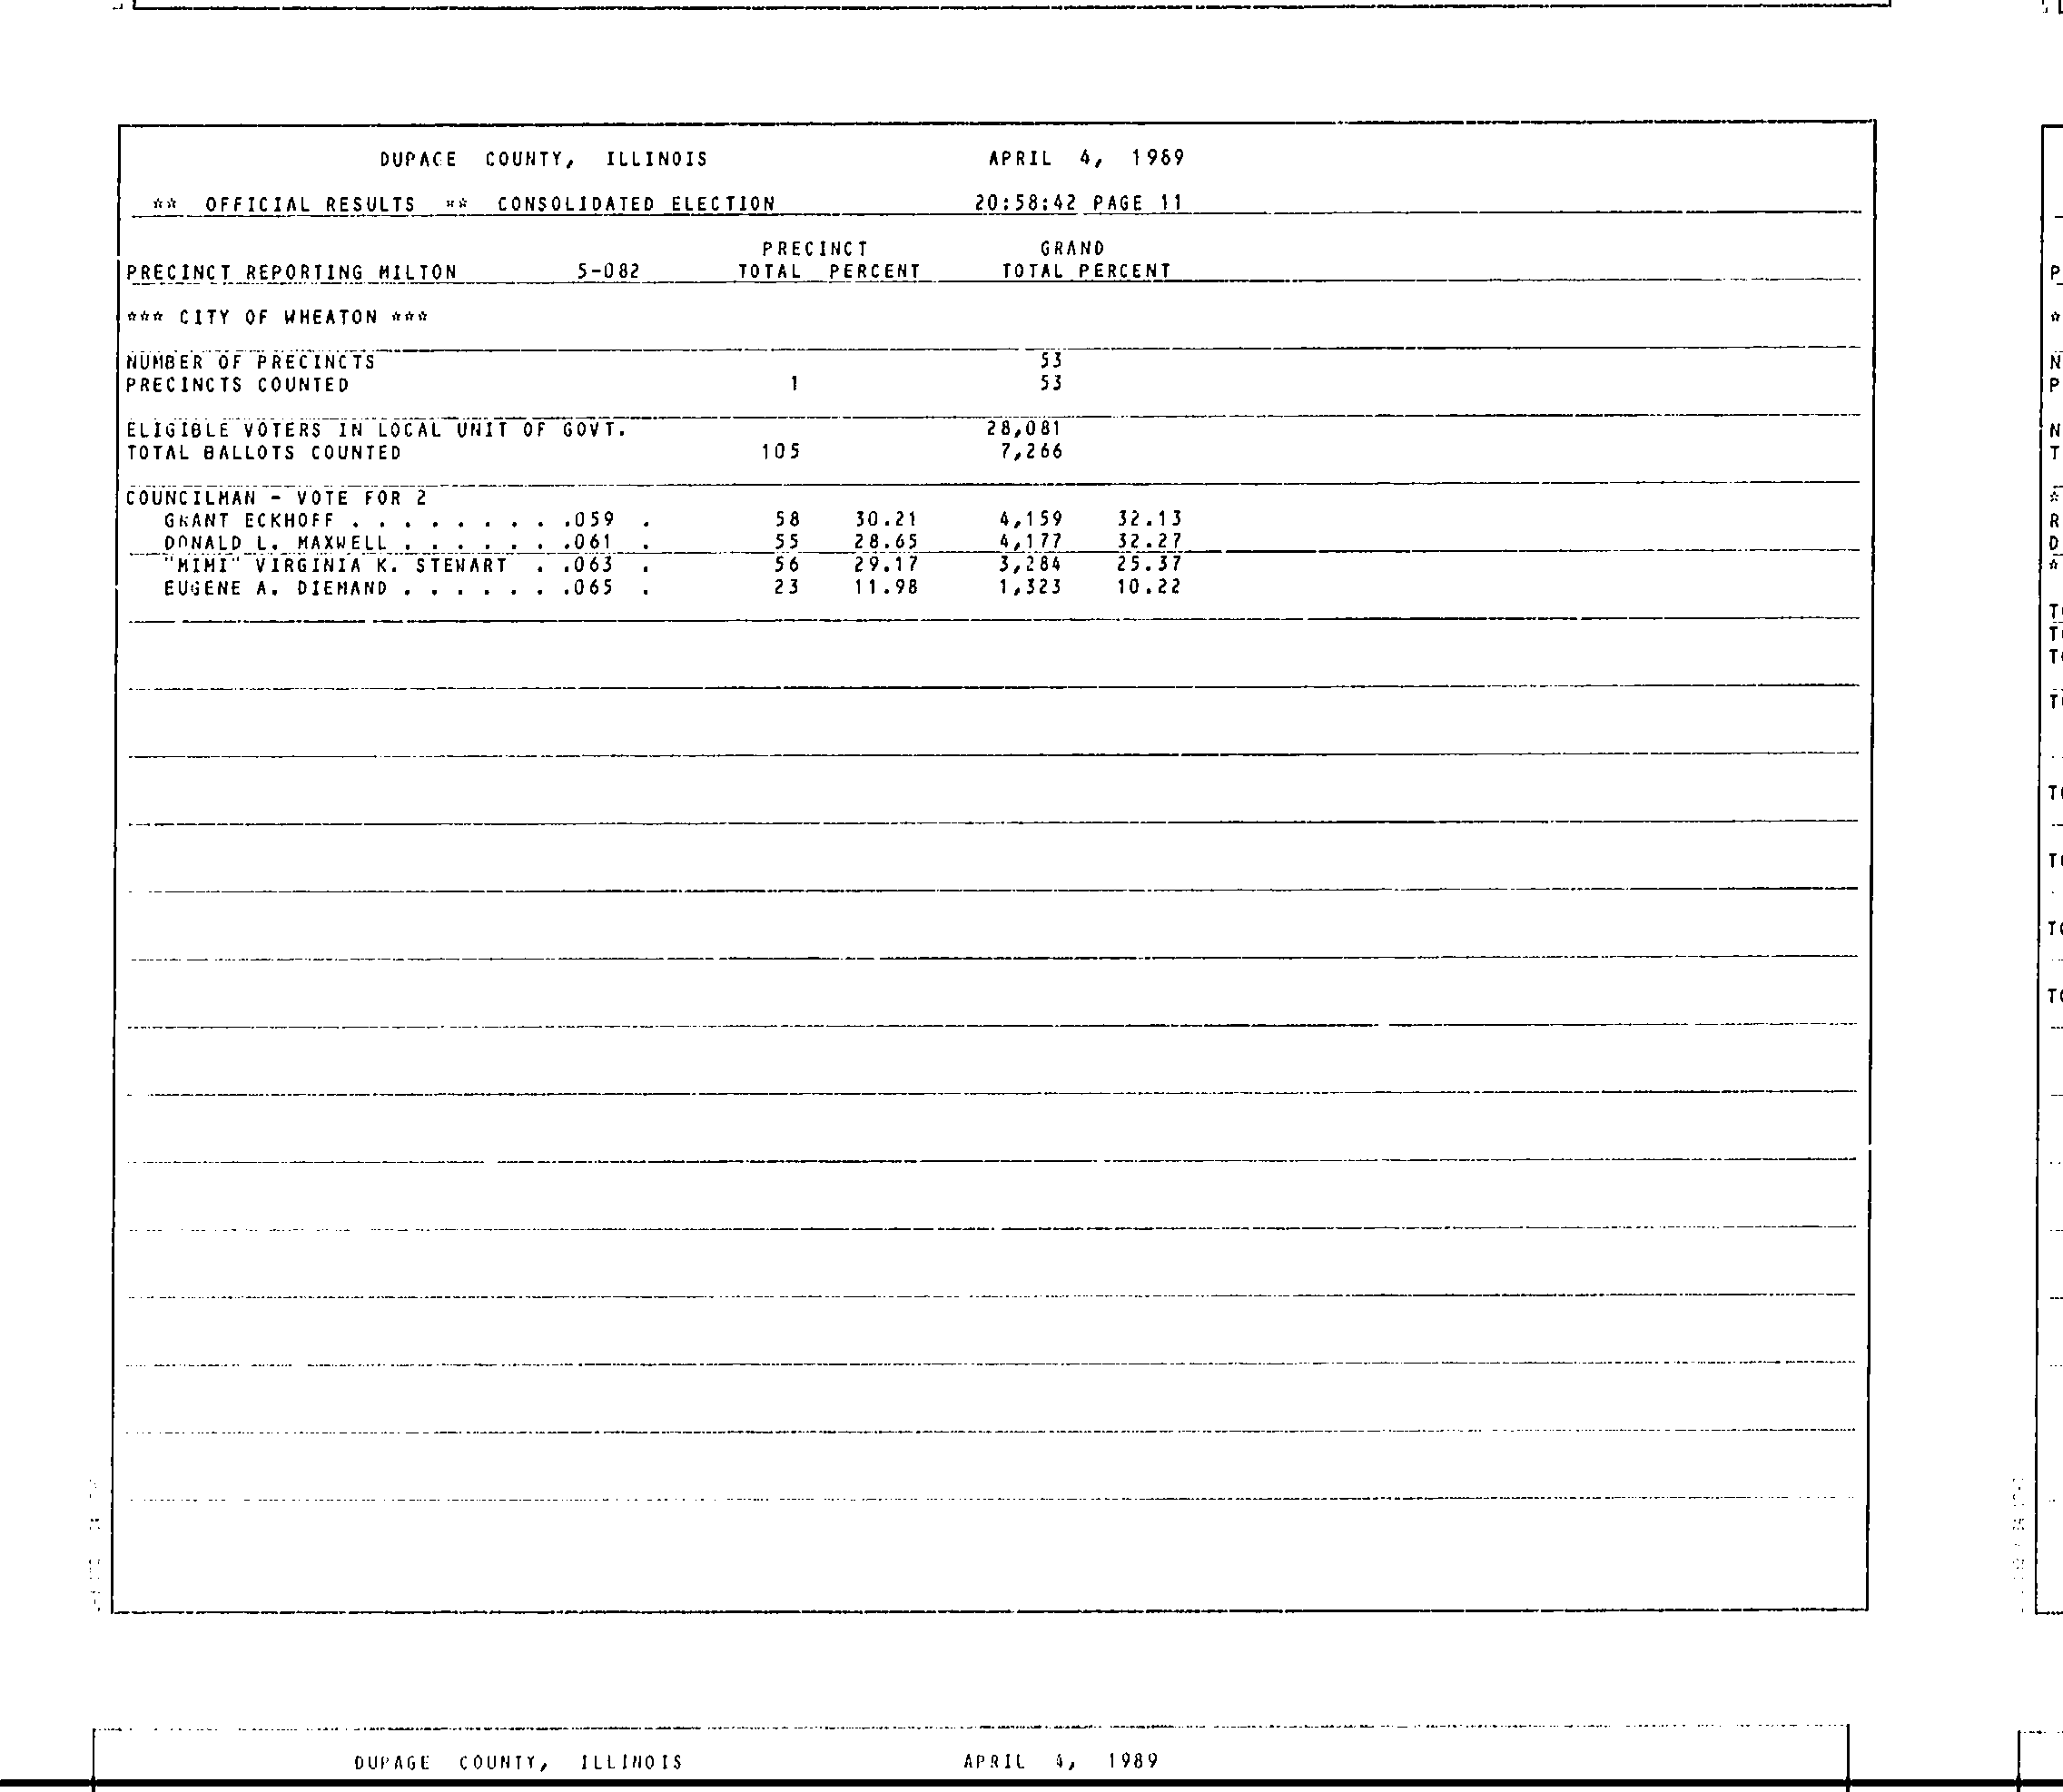 DUPAGE COUNTY, ILLINOIS APRIL 4, 1989
** OFFICIAL RESULTS ** CONSOLIDATED ELECTION 20:58:42 PAGE 11
PRECINCT GRAND
PRECINCT REPORTING MILTON 5-082 TOTAL PERCENT TOTAL PERCENT
*** CITY OF WHEATON ***
NUMBER OF PRECINCTS 53
PRECINCTS COUNTED 1 53
ELIGIBLE VOTERS IN LOCAL UNIT OF GOVT. 28,081
TOTAL BALLOTS COUNTED 105 7,266
COUNCILMAN - VOTE FOR 2
GRANT ECKHOFF . . . . . . . . .059 . 58 30.21 4,159 32.13
DONALD L. MAXWELL . . . . . . .061 . 55 28.65 4,177 32.27
"MIMI" VIRGINIA K. STEWART . .063 . 56 29.17 3,284 25.37
EUGENE A. DIEMAND . . . . . . .065 . 23 11.98 1,323 10.22
DUPAGE COUNTY, ILLINOIS APRIL 4, 1989